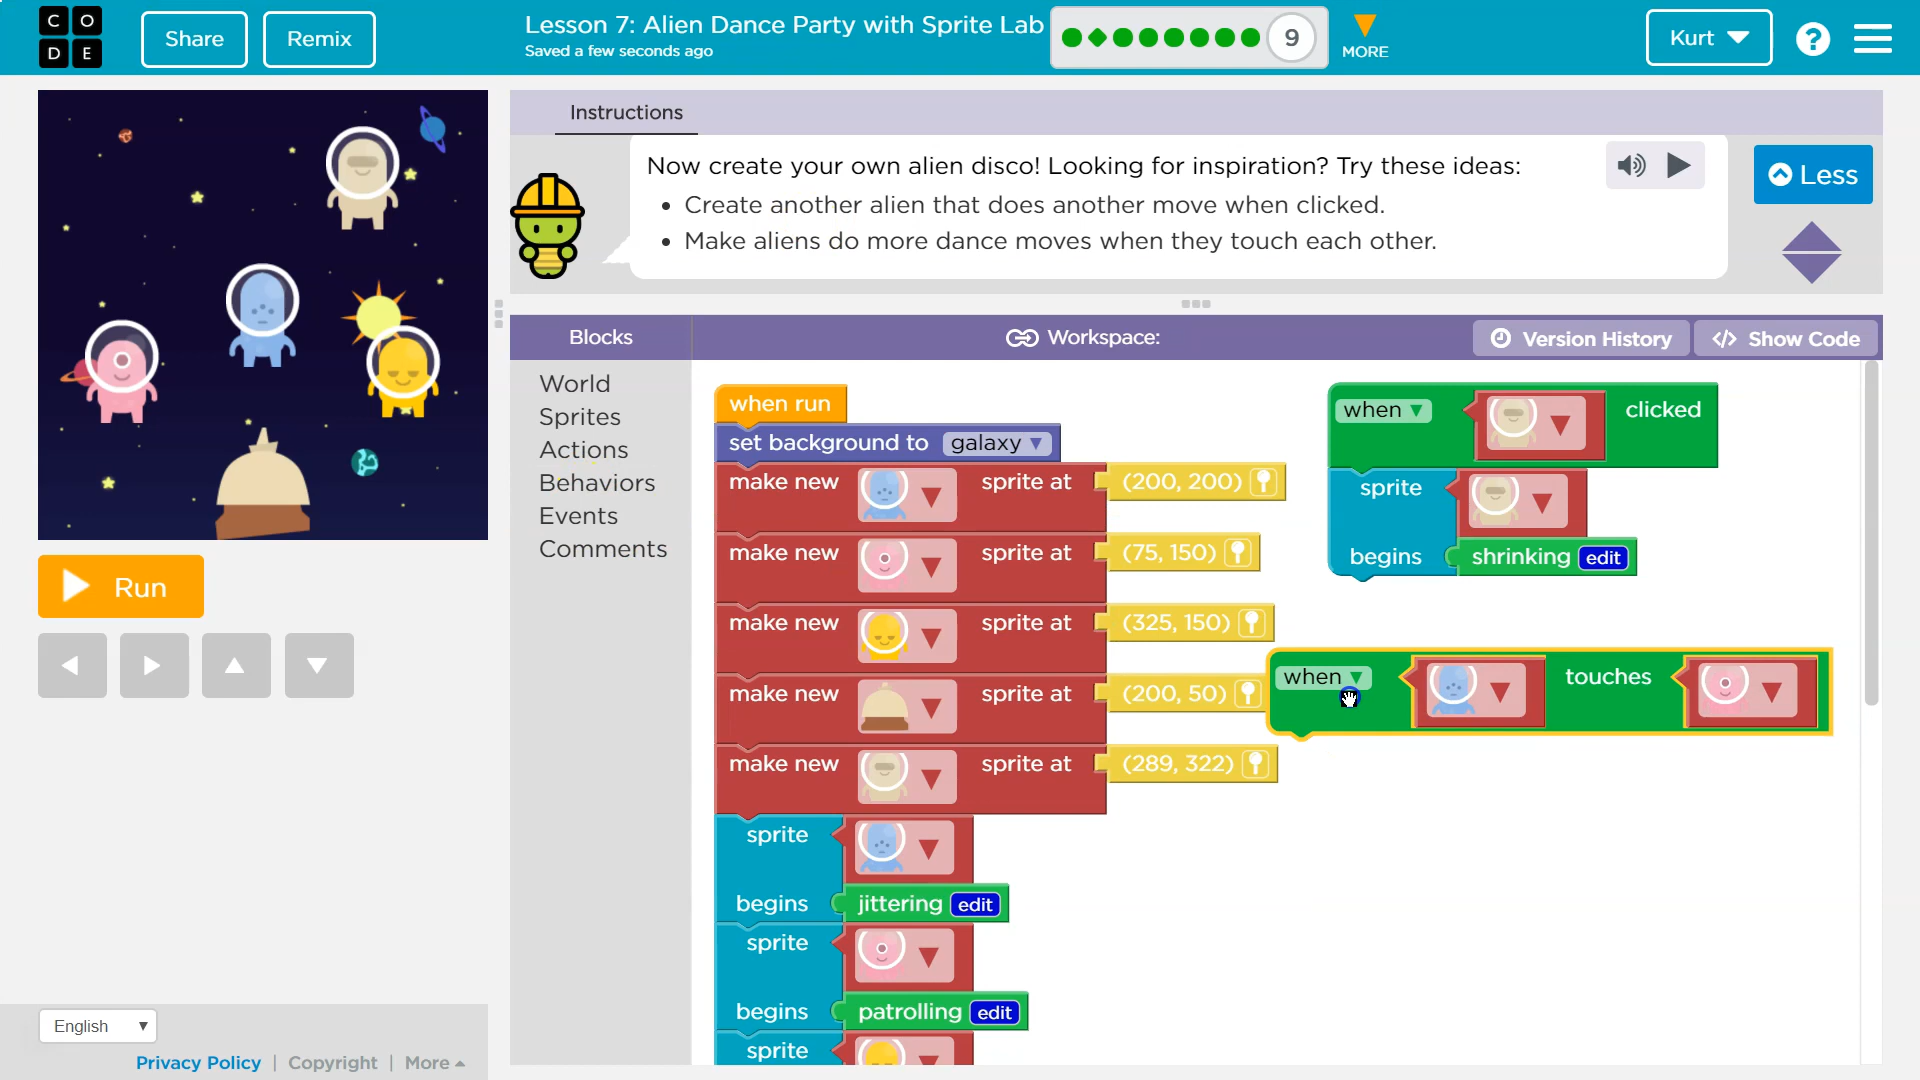 C O
D E
Share
Remix
Lesson 7: Alien Dance Party with Sprite Lab
Saved a few seconds ago
9
MORE
Kurt
?
Instructions
Now create your own alien disco! Looking for inspiration? Try these ideas:
• Create another alien that does another move when clicked.
• Make aliens do more dance moves when they touch each other.
Less
Blocks
Workspace:
Version History
</> Show Code
World
Sprites
Actions
Behaviors
Events
Comments
when run
set background to galaxy
make new sprite at (200, 200)
make new sprite at (75, 150)
make new sprite at (325, 150)
make new sprite at (200, 50)
make new sprite at (289, 322)
sprite
begins jittering edit
sprite
begins patrolling edit
sprite
when clicked
sprite
begins shrinking edit
when touches
Run
English
Privacy Policy | Copyright | More